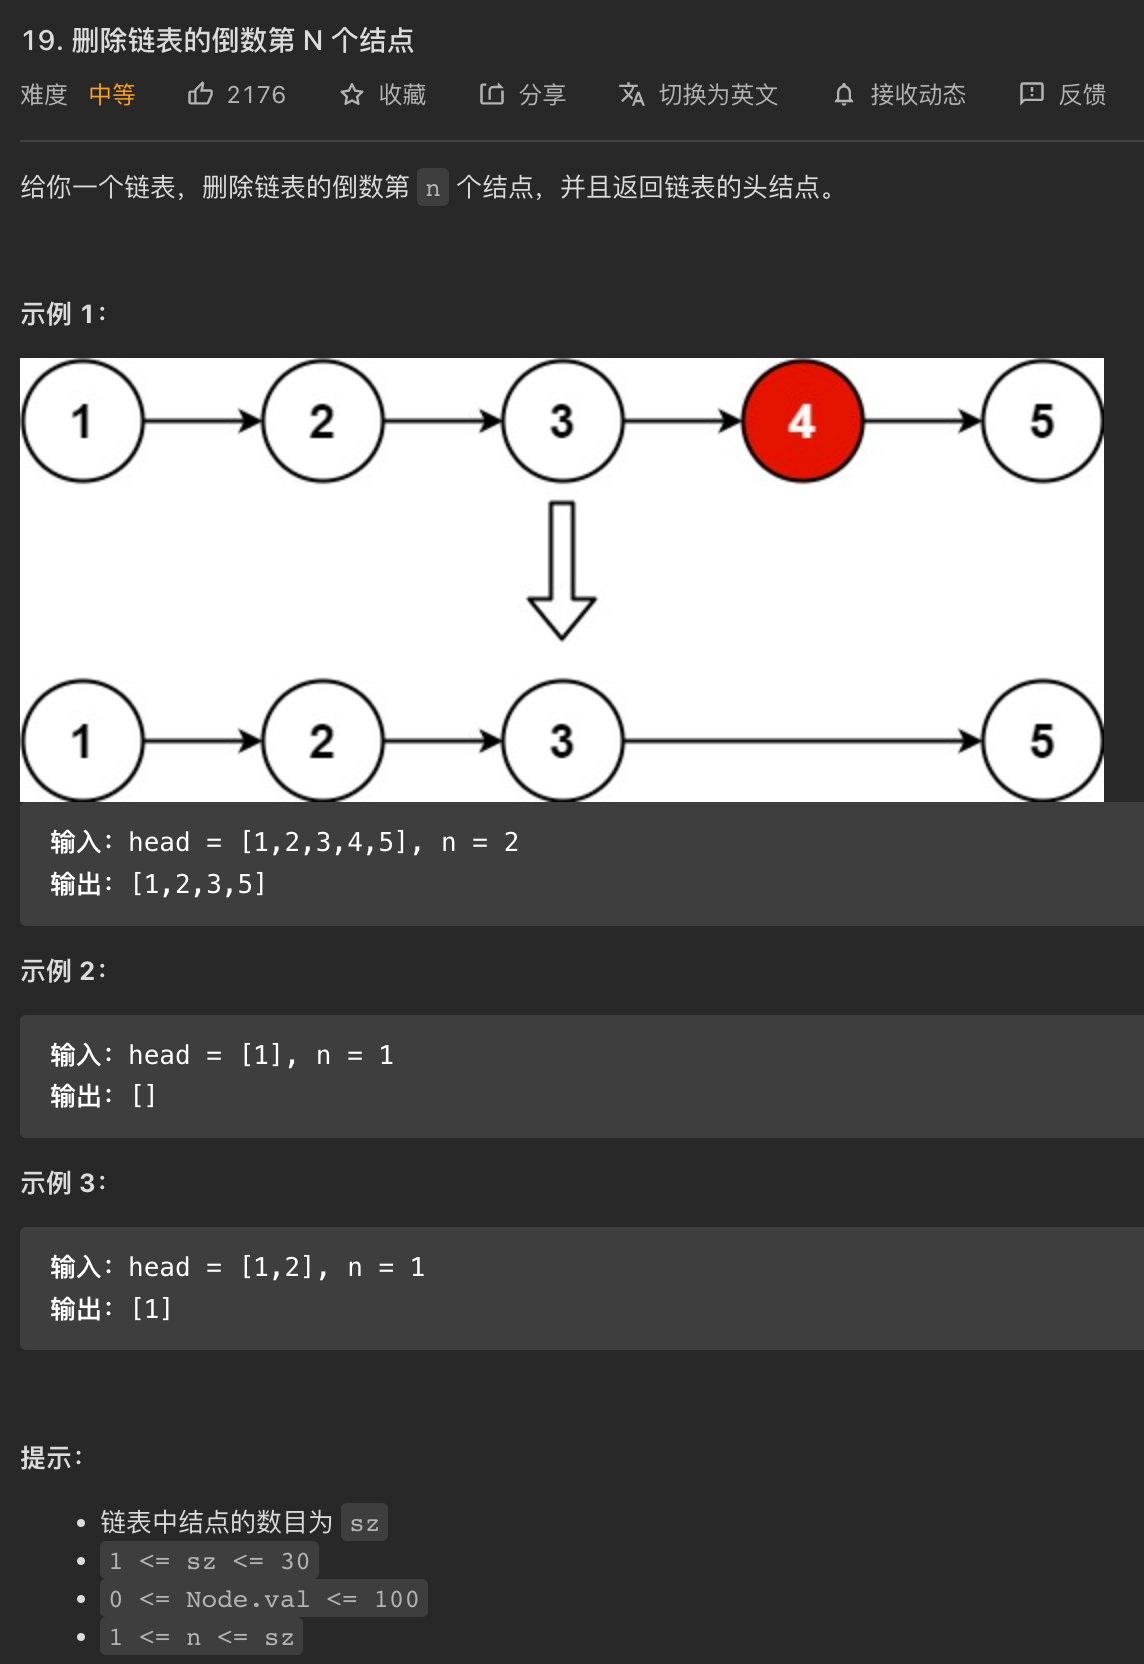 19. 删除链表的倒数第 N 个结点
难度 中等 2176 收藏 分享 切换为英文 接收动态 反馈
给你一个链表，删除链表的倒数第 n 个结点，并且返回链表的头结点。
示例 1：
1 2 3 4 5
1 2 3 5
输入：head = [1,2,3,4,5], n = 2
输出：[1,2,3,5]
示例 2：
输入：head = [1], n = 1
输出：[]
示例 3：
输入：head = [1,2], n = 1
输出：[1]
提示：
• 链表中结点的数目为 sz
• 1 <= sz <= 30
• 0 <= Node.val <= 100
• 1 <= n <= sz